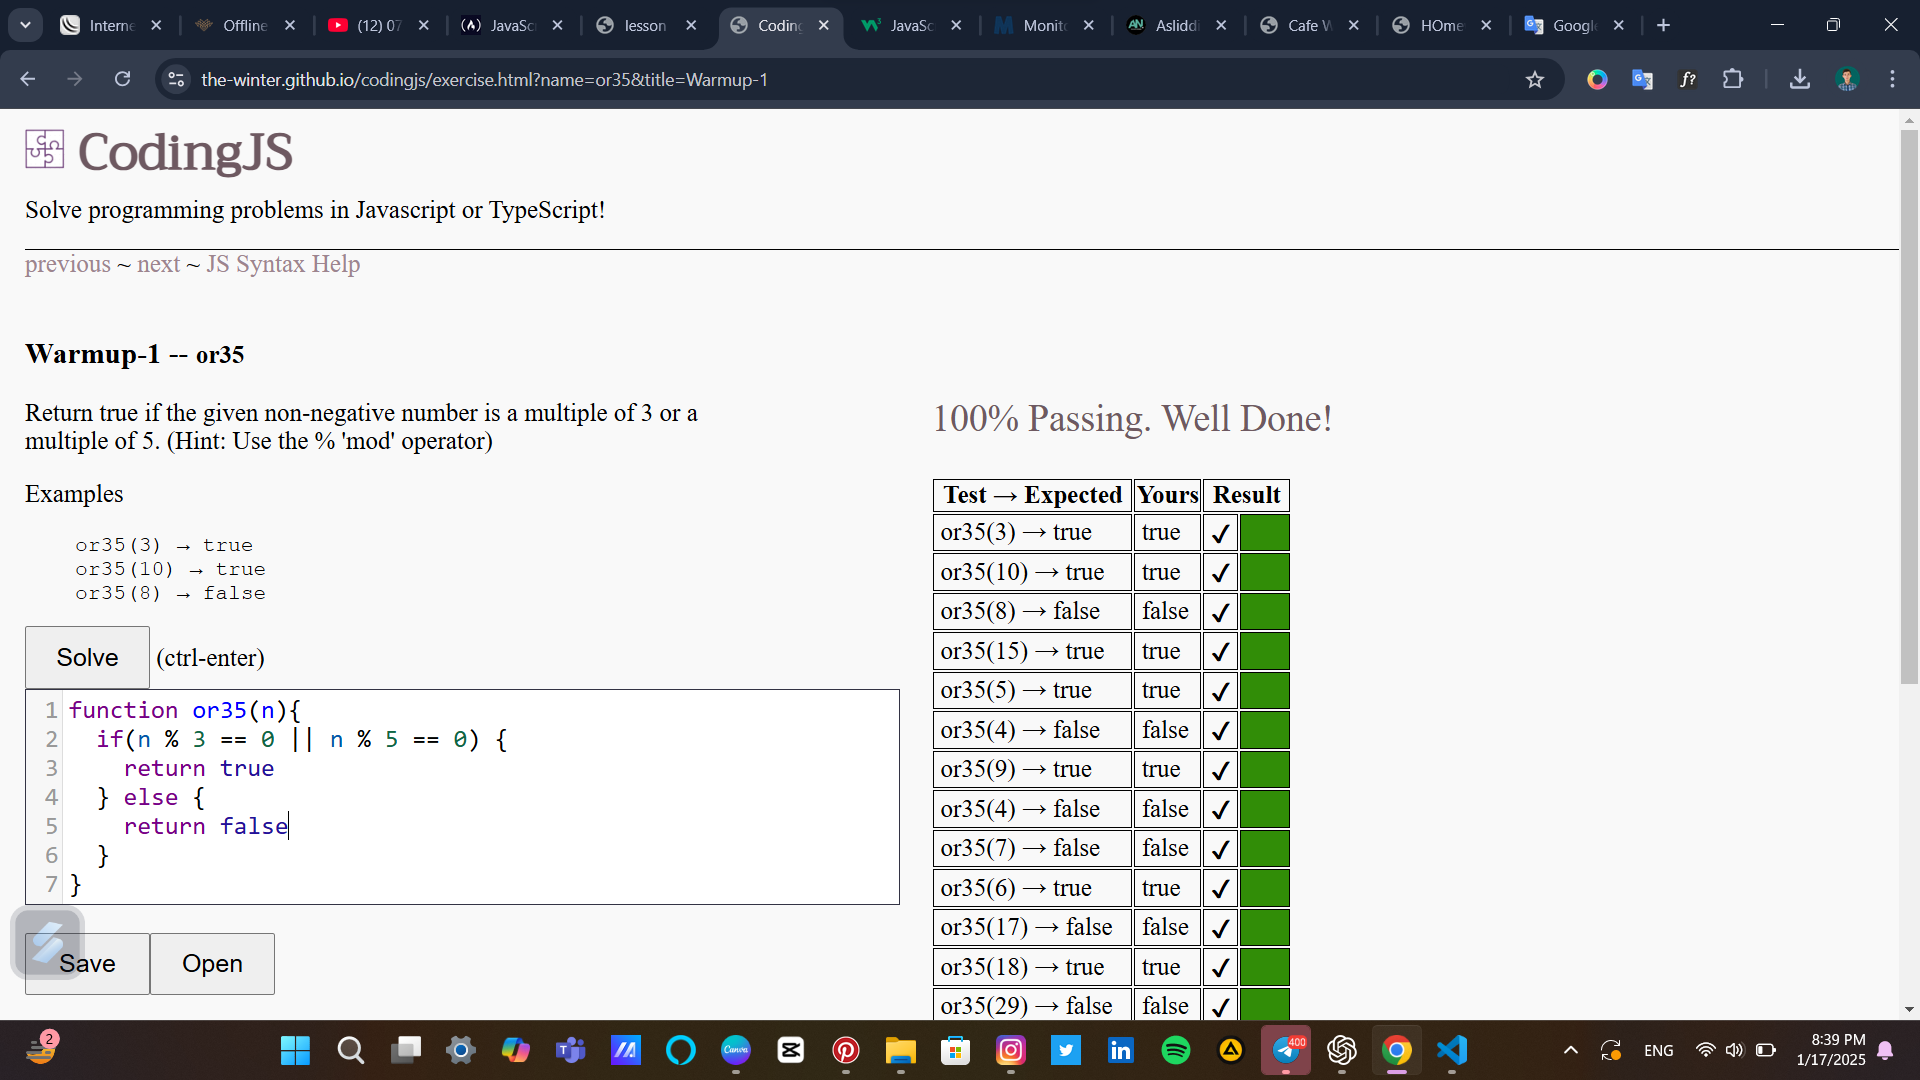 Interne
Offline
(12) 07
JavaSc
lesson
Coding
JavaSc
Monito
Asliddi
Cafe W
HOme
Google
the-winter.github.io/codingjs/exercise.html?name=or35&title=Warmup-1
CodingJS
Solve programming problems in Javascript or TypeScript!
previous ~ next ~ JS Syntax Help
Warmup-1 -- or35
Return true if the given non-negative number is a multiple of 3 or a
multiple of 5. (Hint: Use the % 'mod' operator)
Examples
or35(3) → true
or35(10) → true
or35(8) → false
Solve (ctrl-enter)
1 function or35(n){
2 if(n % 3 == 0 || n % 5 == 0) {
3 return true
4 } else {
5 return false
6 }
7 }
Save Open
100% Passing. Well Done!
Test → Expected Yours Result
or35(3) → true true ✓
or35(10) → true true ✓
or35(8) → false false ✓
or35(15) → true true ✓
or35(5) → true true ✓
or35(4) → false false ✓
or35(9) → true true ✓
or35(4) → false false ✓
or35(7) → false false ✓
or35(6) → true true ✓
or35(17) → false false ✓
or35(18) → true true ✓
or35(29) → false false ✓
2
Canva
400
ENG
8:39 PM
1/17/2025